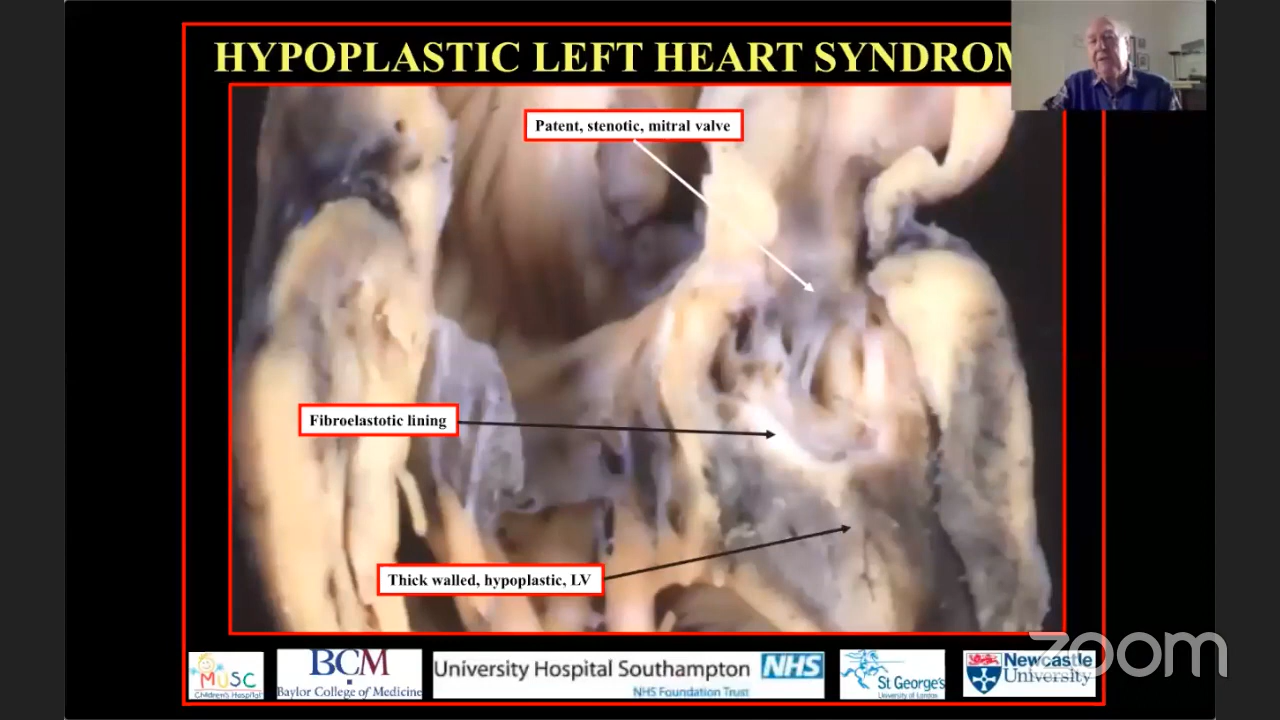 HYPOPLASTIC LEFT HEART SYNDROM
Patent, stenotic, mitral valve
Fibroelastotic lining
Thick walled, hypoplastic, LV
MUSC
Children's Hospital
BCM
Baylor College of Medicine
University Hospital Southampton NHS
NHS Foundation Trust
St George's
University of London
Newcastle
University
zoom